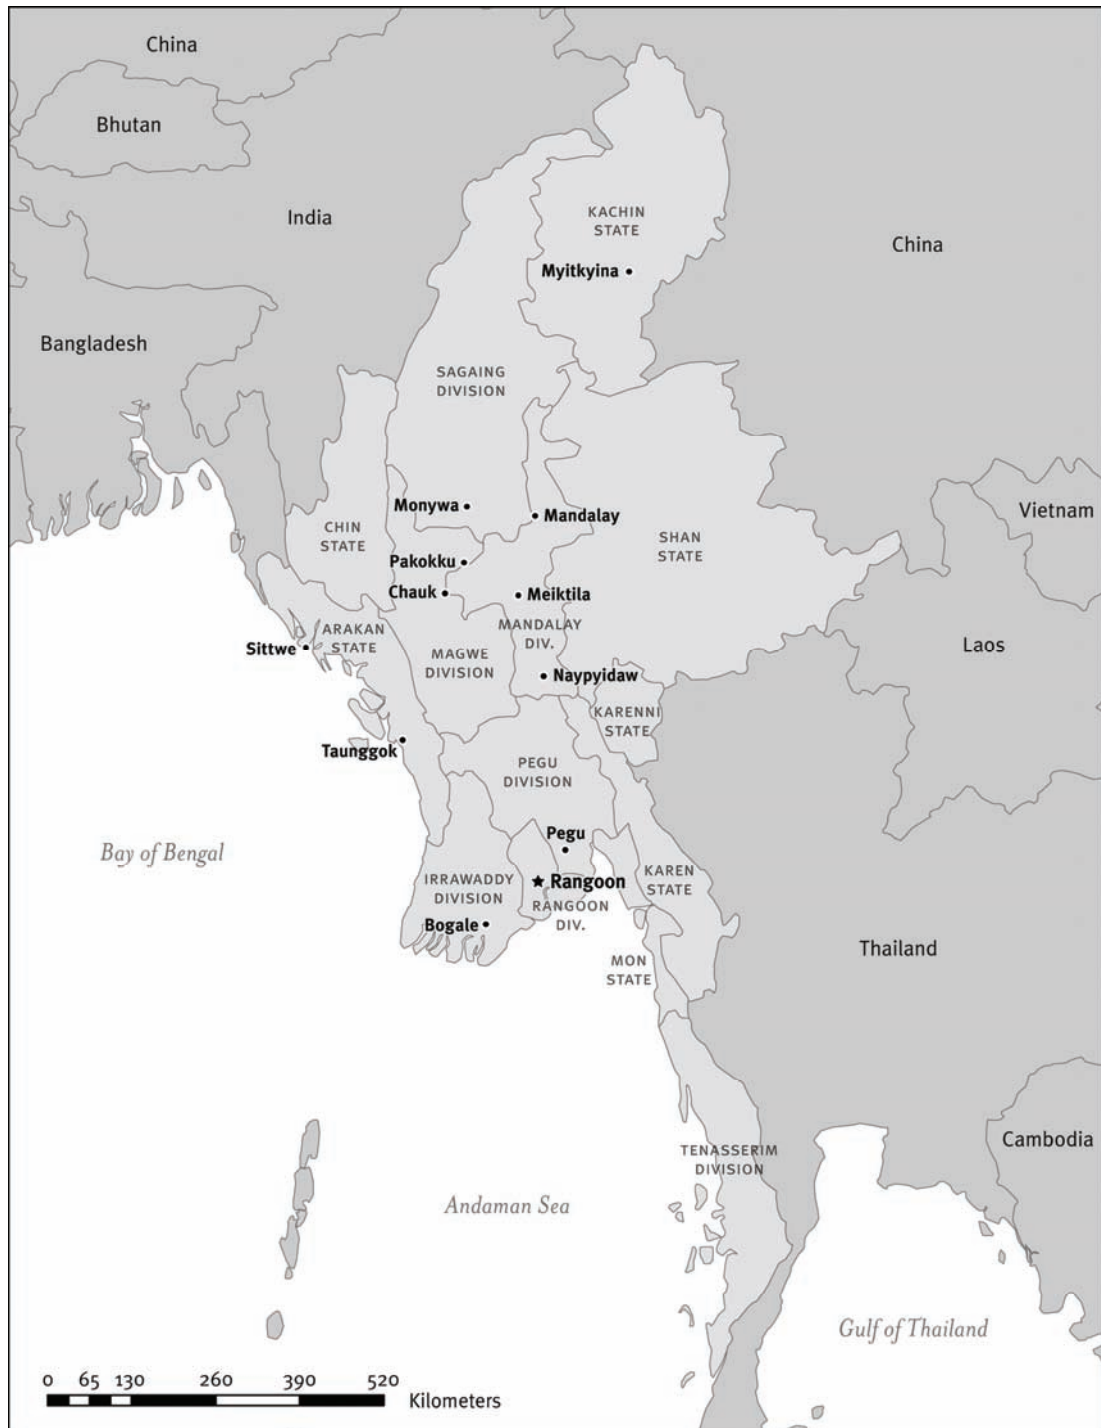 China
Bhutan
India
KACHIN
STATE
China
Myitkyina
Bangladesh
SAGAING
DIVISION
Monywa
Mandalay
Vietnam
CHIN
STATE
SHAN
STATE
Pakokku
Chauk
Meiktila
MANDALAY
DIV.
ARAKAN
STATE
Sittwe
MAGWE
DIVISION
Laos
Naypyidaw
KARENNI
STATE
Taunggok
PEGU
DIVISION
Pegu
Bay of Bengal
KAREN
STATE
IRRAWADDY
DIVISION
Rangoon
RANGOON
DIV.
Bogale
Thailand
MON
STATE
Cambodia
TENASSERIM
DIVISION
Andaman Sea
Gulf of Thailand
0 65 130 260 390 520
Kilometers